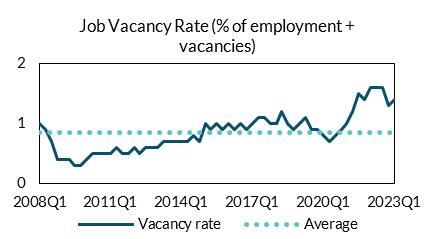 Job Vacancy Rate (% of employment +
vacancies)
2
1
0
2008Q1 2011Q1 2014Q1 2017Q1 2020Q1 2023Q1
Vacancy rate Average